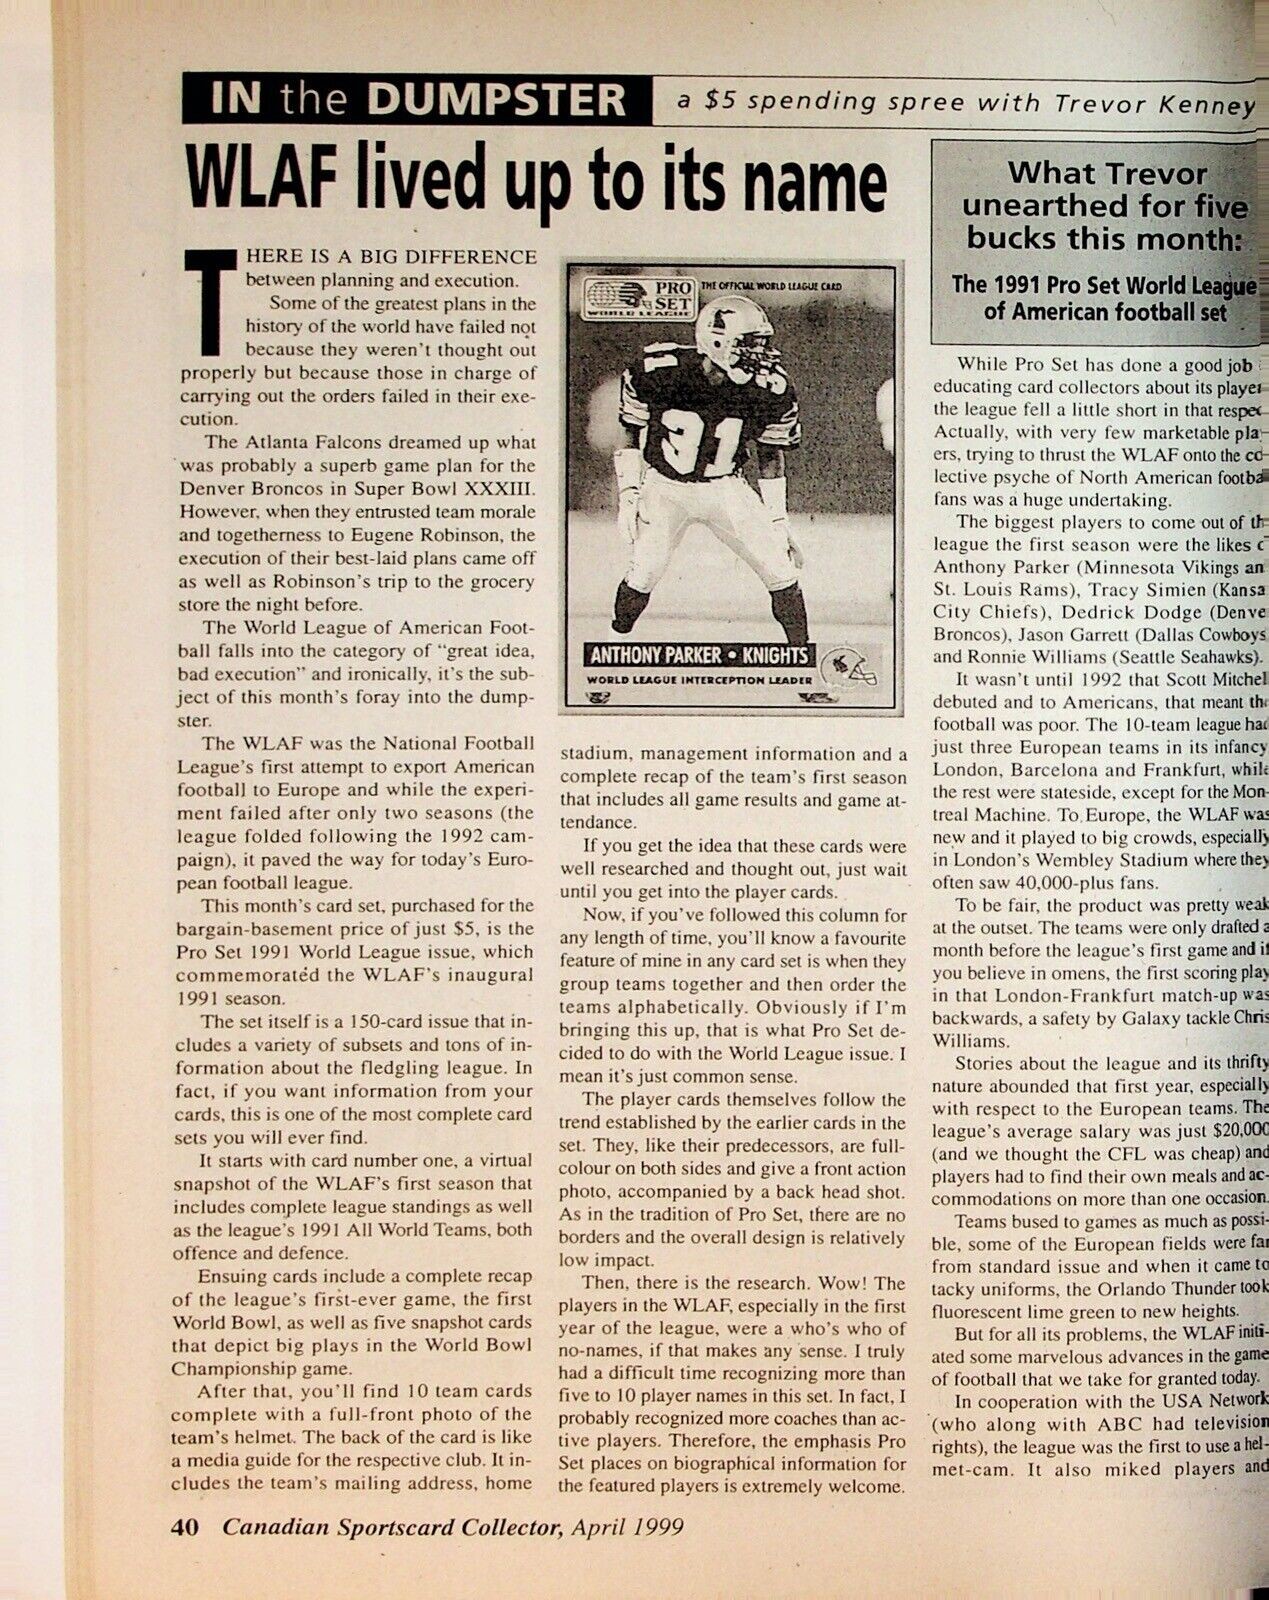 IN the DUMPSTER a $5 spending spree with Trevor Kenney
WLAF lived up to its name
THERE IS A BIG DIFFERENCE
between planning and execution.
Some of the greatest plans in the
history of the world have failed not
because they weren't thought out
properly but because those in charge of
carrying out the orders failed in their exe-
cution.
The Atlanta Falcons dreamed up what
was probably a superb game plan for the
Denver Broncos in Super Bowl XXXIII.
However, when they entrusted team morale
and togetherness to Eugene Robinson, the
execution of their best-laid plans came off
as well as Robinson's trip to the grocery
store the night before.
The World League of American Foot-
ball falls into the category of "great idea,
bad execution" and ironically, it's the sub-
ject of this month's foray into the dump-
ster.
The WLAF was the National Football
League's first attempt to export American
football to Europe and while the experi-
ment failed after only two seasons (the
league folded following the 1992 cam-
paign), it paved the way for today's Euro-
pean football league.
This month's card set, purchased for the
bargain-basement price of just $5, is the
Pro Set 1991 World League issue, which
commemorated the WLAF's inaugural
1991 season.
The set itself is a 150-card issue that in-
cludes a variety of subsets and tons of in-
formation about the fledgling league. In
fact, if you want information from your
cards, this is one of the most complete card
sets you will ever find.
It starts with card number one, a virtual
snapshot of the WLAF's first season that
includes complete league standings as well
as the league's 1991 All World Teams, both
offence and defence.
Ensuing cards include a complete recap
of the league's first-ever game, the first
World Bowl, as well as five snapshot cards
that depict big plays in the World Bowl
Championship game.
After that, you'll find 10 team cards
complete with a full-front photo of the
team's helmet. The back of the card is like
a media guide for the respective club. It in-
cludes the team's mailing address, home
PRO
SET
WORLD LEAGUE
THE OFFICIAL WORLD LEAGUE CARD
31
ANTHONY PARKER • KNIGHTS
WORLD LEAGUE INTERCEPTION LEADER
stadium, management information and a
complete recap of the team's first season
that includes all game results and game at-
tendance.
If you get the idea that these cards were
well researched and thought out, just wait
until you get into the player cards.
Now, if you've followed this column for
any length of time, you'll know a favourite
feature of mine in any card set is when they
group teams together and then order the
teams alphabetically. Obviously if I'm
bringing this up, that is what Pro Set de-
cided to do with the World League issue. I
mean it's just common sense.
The player cards themselves follow the
trend established by the earlier cards in the
set. They, like their predecessors, are full-
colour on both sides and give a front action
photo, accompanied by a back head shot.
As in the tradition of Pro Set, there are no
borders and the overall design is relatively
low impact.
Then, there is the research. Wow! The
players in the WLAF, especially in the first
year of the league, were a who's who of
no-names, if that makes any sense. I truly
had a difficult time recognizing more than
five to 10 player names in this set. In fact, I
probably recognized more coaches than ac-
tive players. Therefore, the emphasis Pro
Set places on biographical information for
the featured players is extremely welcome.
What Trevor
unearthed for five
bucks this month:
The 1991 Pro Set World League
of American football set
While Pro Set has done a good job
educating card collectors about its player
the league fell a little short in that respec
Actually, with very few marketable play-
ers, trying to thrust the WLAF onto the col-
lective psyche of North American footba
fans was a huge undertaking.
The biggest players to come out of th
league the first season were the likes
Anthony Parker (Minnesota Vikings an
St. Louis Rams), Tracy Simien (Kansa
City Chiefs), Dedrick Dodge (Denve
Broncos), Jason Garrett (Dallas Cowboys
and Ronnie Williams (Seattle Seahawks).
It wasn't until 1992 that Scott Mitchel
debuted and to Americans, that meant the
football was poor. The 10-team league had
just three European teams in its infancy
London, Barcelona and Frankfurt, while
the rest were stateside, except for the Mon-
treal Machine. To Europe, the WLAF was
new and it played to big crowds, especially
in London's Wembley Stadium where they
often saw 40,000-plus fans.
To be fair, the product was pretty weak
at the outset. The teams were only drafted a
month before the league's first game and if
you believe in omens, the first scoring play
in that London-Frankfurt match-up was
backwards, a safety by Galaxy tackle Chris
Williams.
Stories about the league and its thrifty
nature abounded that first year, especially
with respect to the European teams. The
league's average salary was just $20,000
(and we thought the CFL was cheap) and
players had to find their own meals and ac-
commodations on more than one occasion.
Teams bused to games as much as possi-
ble, some of the European fields were far
from standard issue and when it came to
tacky uniforms, the Orlando Thunder took
fluorescent lime green to new heights.
But for all its problems, the WLAF initi-
ated some marvelous advances in the game
of football that we take for granted today.
In cooperation with the USA Network
(who along with ABC had television
rights), the league was the first to use a hel-
met-cam. It also miked players and
40 Canadian Sportscard Collector, April 1999